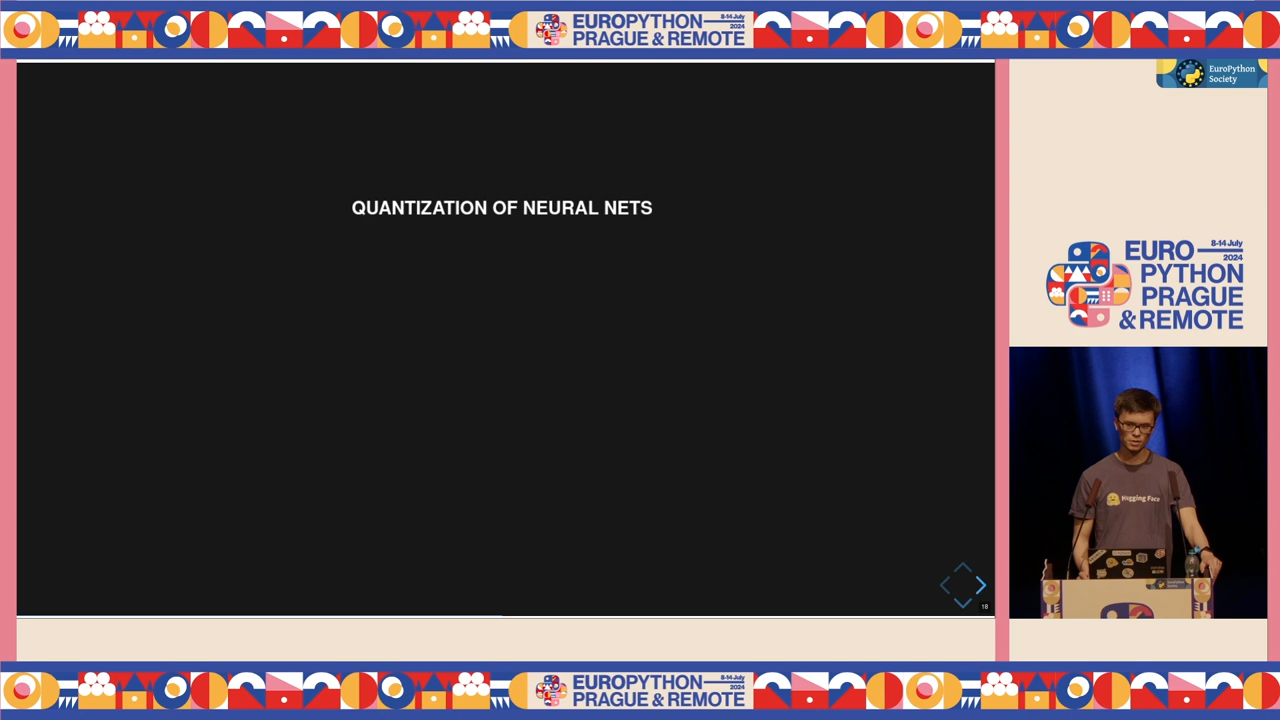 EUROPYTHON
8-14 July
2024
PRAGUE & REMOTE
EuroPython
Society
QUANTIZATION OF NEURAL NETS
EURO
8-14 July
2024
PYTHON
PRAGUE
& REMOTE
Hugging Face
18
EUROPYTHON
8-14 July
2024
PRAGUE & REMOTE